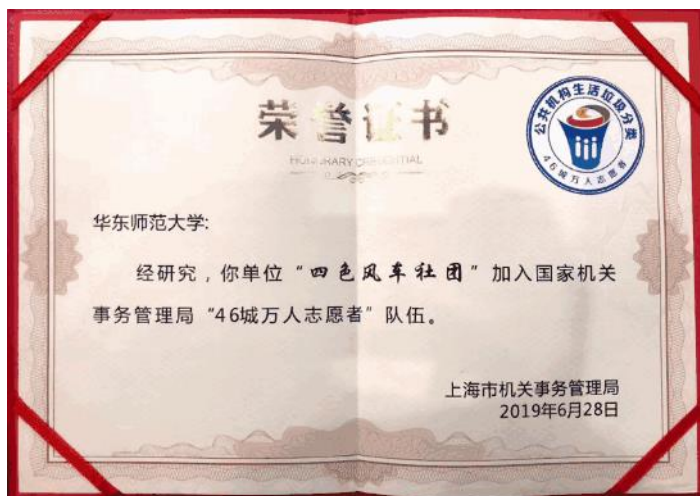 荣誉证书
HONORARY CREDENTIAL
公共机构生活垃圾分类
46城万人志愿者
华东师范大学:
经研究，你单位“四色风车社团”加入国家机关
事务管理局“46城万人志愿者”队伍。
上海市机关事务管理局
2019年6月28日